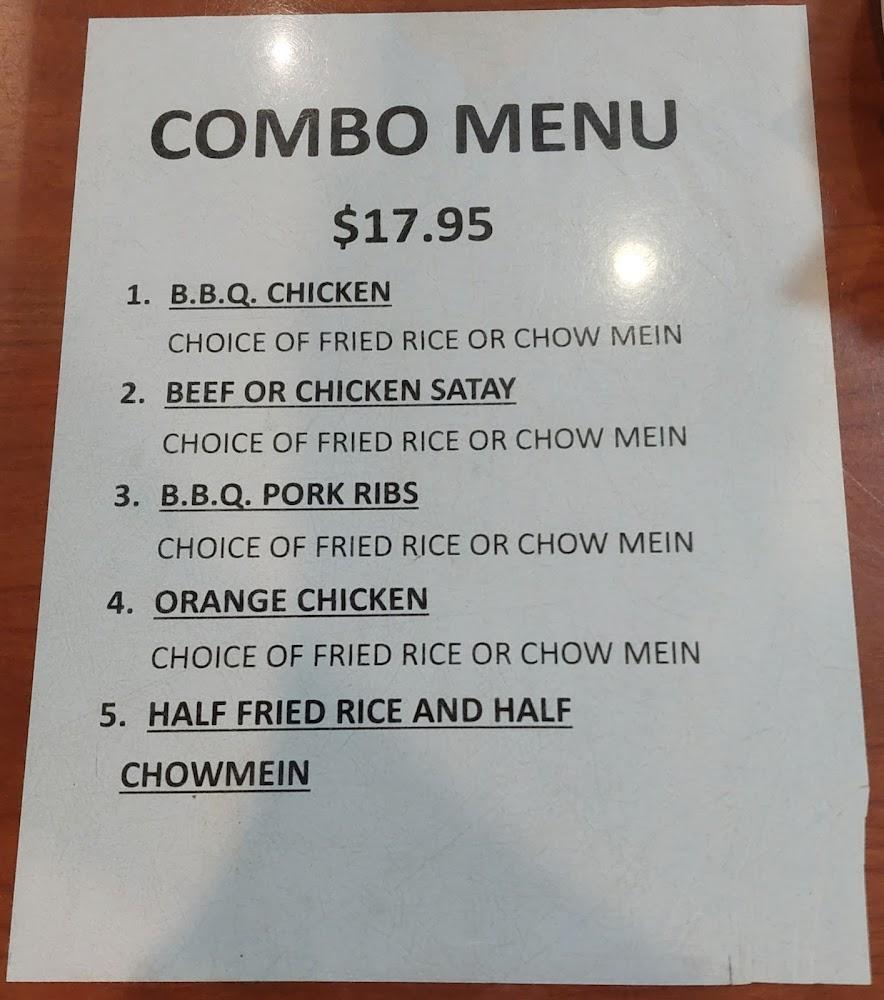 COMBO MENU
$17.95
1. B.B.Q. CHICKEN
CHOICE OF FRIED RICE OR CHOW MEIN
2. BEEF OR CHICKEN SATAY
CHOICE OF FRIED RICE OR CHOW MEIN
3. B.B.Q. PORK RIBS
CHOICE OF FRIED RICE OR CHOW MEIN
4. ORANGE CHICKEN
CHOICE OF FRIED RICE OR CHOW MEIN
5. HALF FRIED RICE AND HALF
CHOWMEIN